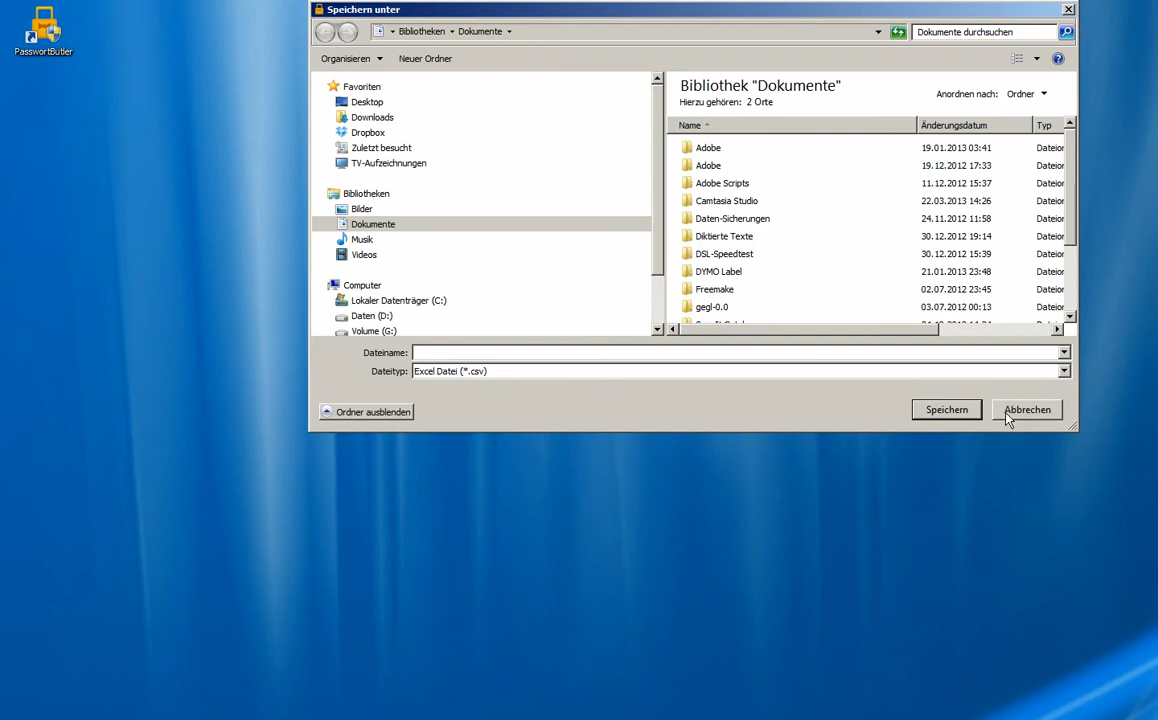 PasswortButler
Speichern unter
Bibliotheken Dokumente
Dokumente durchsuchen
Organisieren Neuer Ordner
Favoriten
Desktop
Downloads
Dropbox
Zuletzt besucht
TV-Aufzeichnungen
Bibliotheken
Bilder
Dokumente
Musik
Videos
Computer
Lokaler Datenträger (C:)
Daten (D:)
Volume (G:)
Bibliothek "Dokumente"
Hierzu gehören: 2 Orte
Anordnen nach: Ordner
Name Änderungsdatum Typ
Adobe 19.01.2013 03:41 Dateior
Adobe 19.12.2012 17:33 Dateior
Adobe Scripts 11.12.2012 15:37 Dateior
Camtasia Studio 22.03.2013 14:26 Dateior
Daten-Sicherungen 24.11.2012 11:58 Dateior
Diktierte Texte 30.12.2012 19:14 Dateior
DSL-Speedtest 30.12.2012 15:39 Dateior
DYMO Label 21.01.2013 23:48 Dateior
Freemake 02.07.2012 23:45 Dateior
gegl-0.0 03.07.2012 00:13 Dateior
Dateiname:
Dateityp: Excel Datei (*.csv)
Ordner ausblenden
Speichern Abbrechen